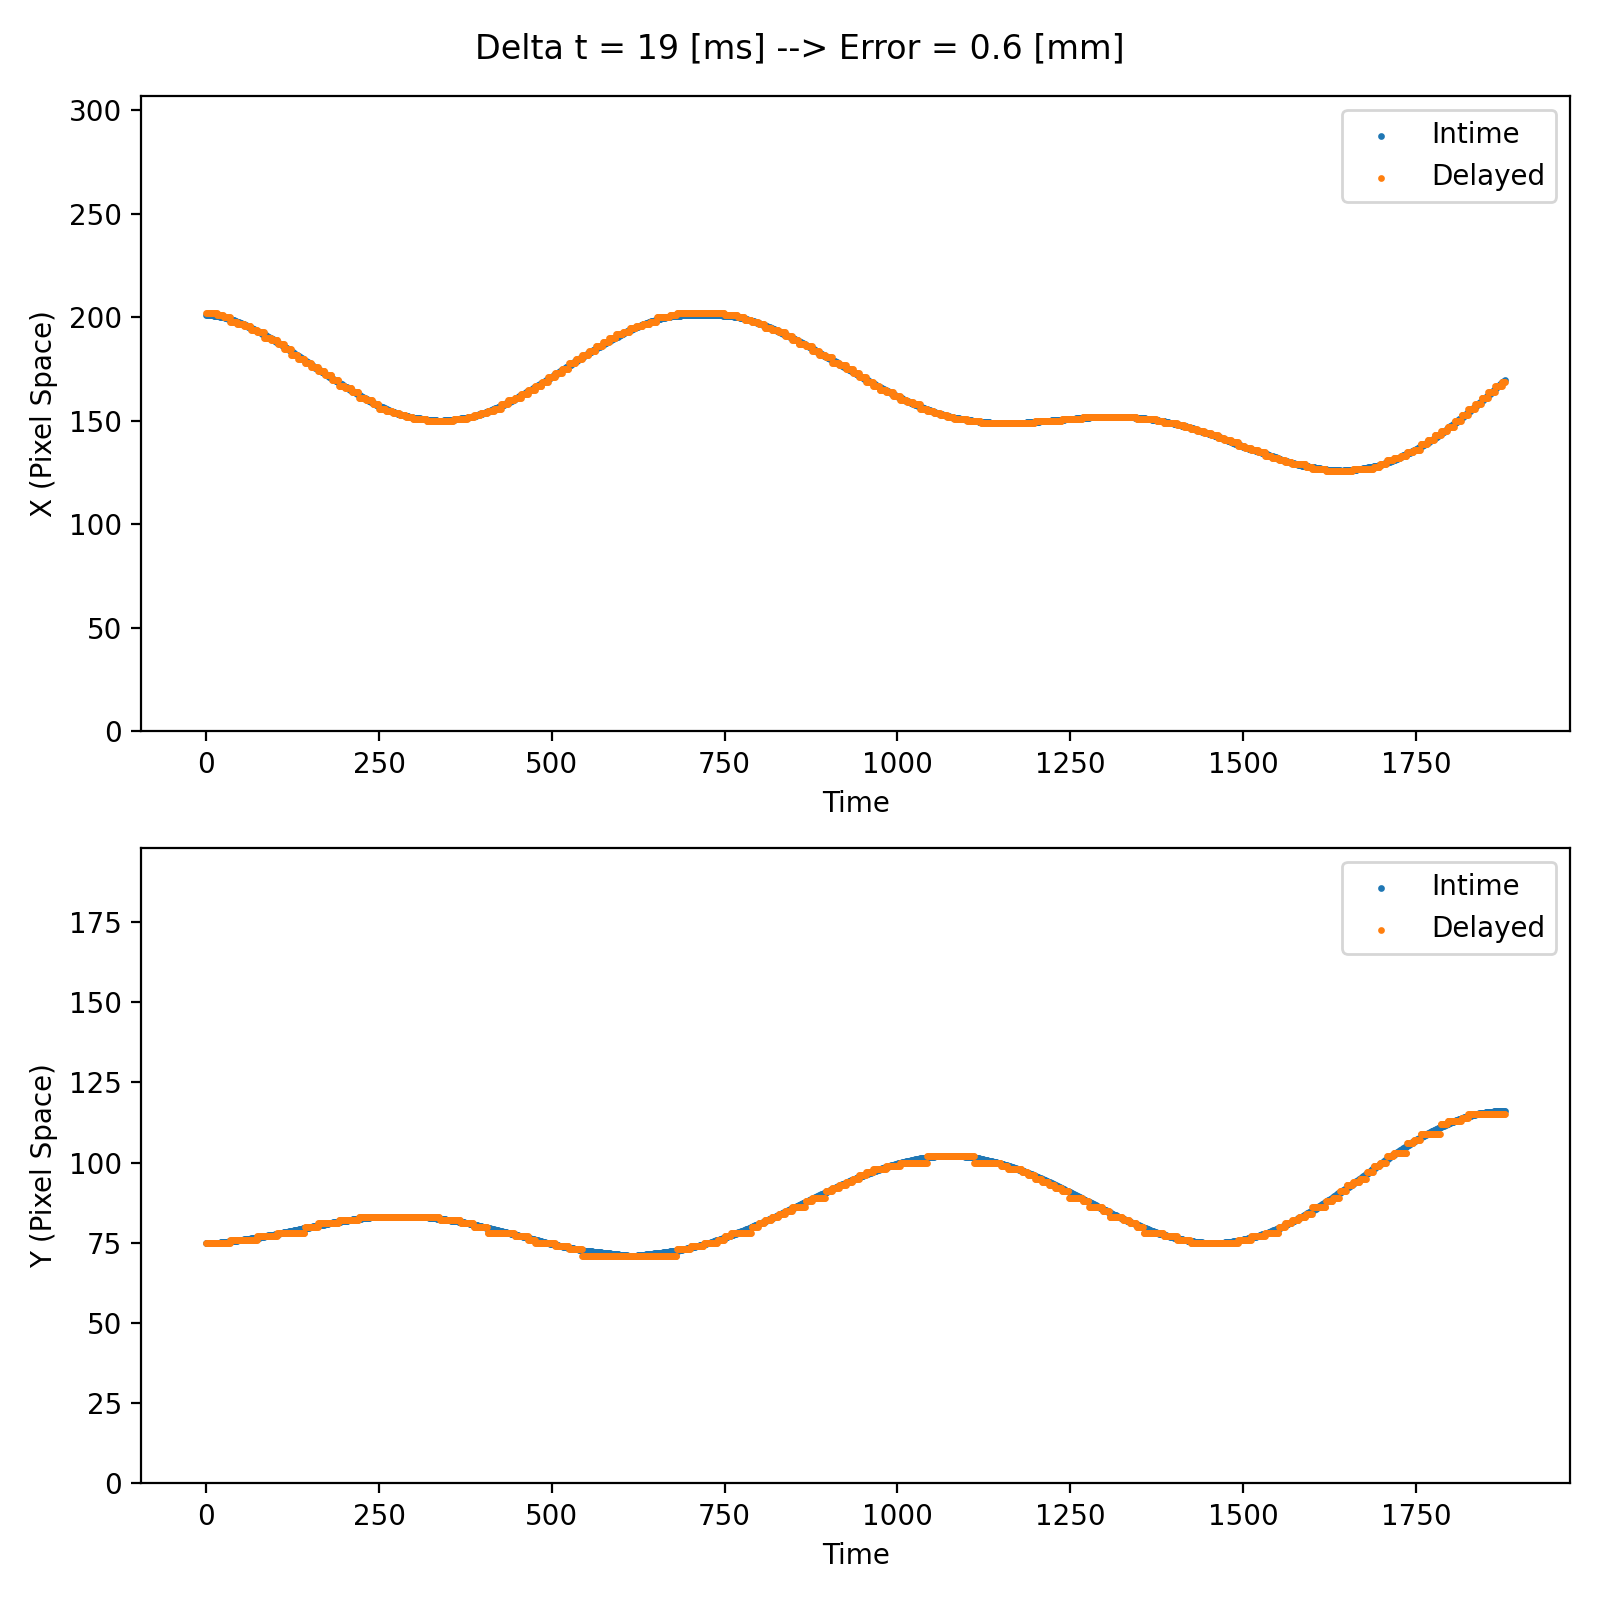 Delta t = 19 [ms] --> Error = 0.6 [mm]
300
250
200
150
100
50
0
X (Pixel Space)
Intime
Delayed
0 250 500 750 1000 1250 1500 1750
Time
175
150
125
100
75
50
25
0
Y (Pixel Space)
Intime
Delayed
0 250 500 750 1000 1250 1500 1750
Time